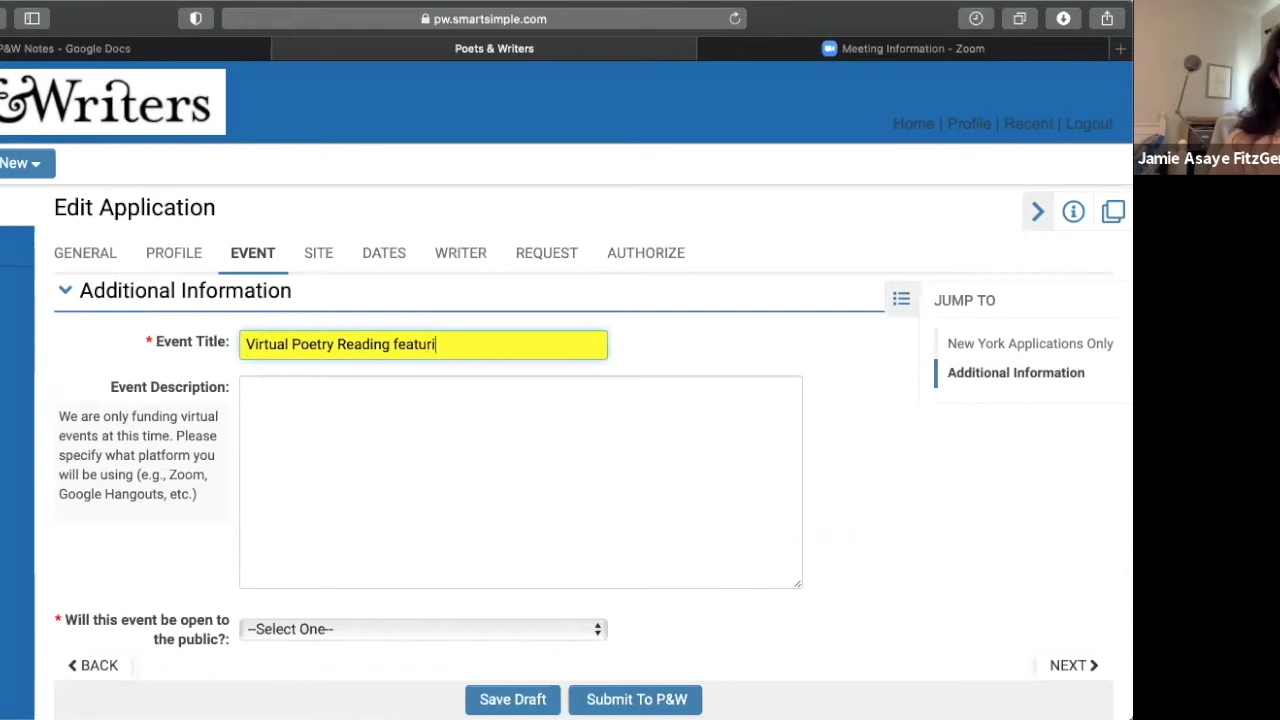 pw.smartsimple.com
P&W Notes - Google Docs
Poets & Writers
Meeting Information - Zoom
&Writers
Home | Profile | Recent | Logout
Jamie Asaye FitzGer
New
Edit Application
GENERAL PROFILE EVENT SITE DATES WRITER REQUEST AUTHORIZE
Additional Information
JUMP TO
New York Applications Only
Additional Information
* Event Title: Virtual Poetry Reading featuri
Event Description:
We are only funding virtual
events at this time. Please
specify what platform you
will be using (e.g., Zoom,
Google Hangouts, etc.)
* Will this event be open to
the public?:
--Select One--
BACK
NEXT
Save Draft
Submit To P&W